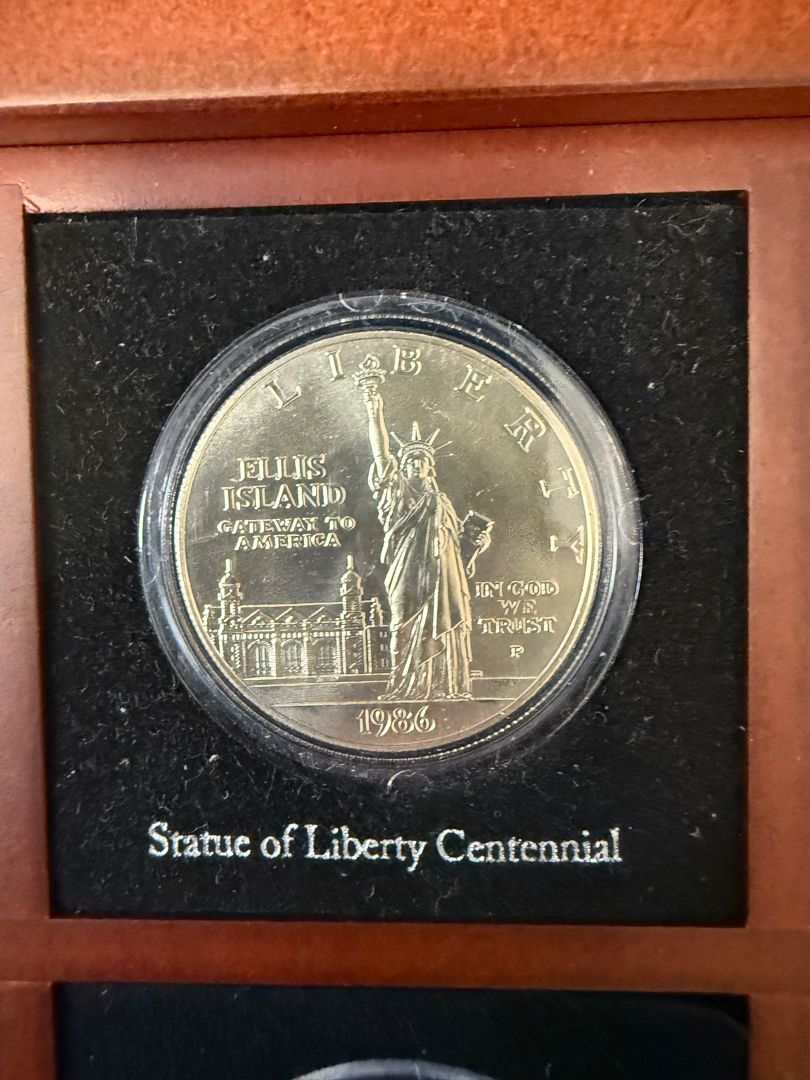 LIBERTY
ELLIS
ISLAND
GATEWAY TO
AMERICA
IN GOD
WE
TRUST
P
1986
Statue of Liberty Centennial